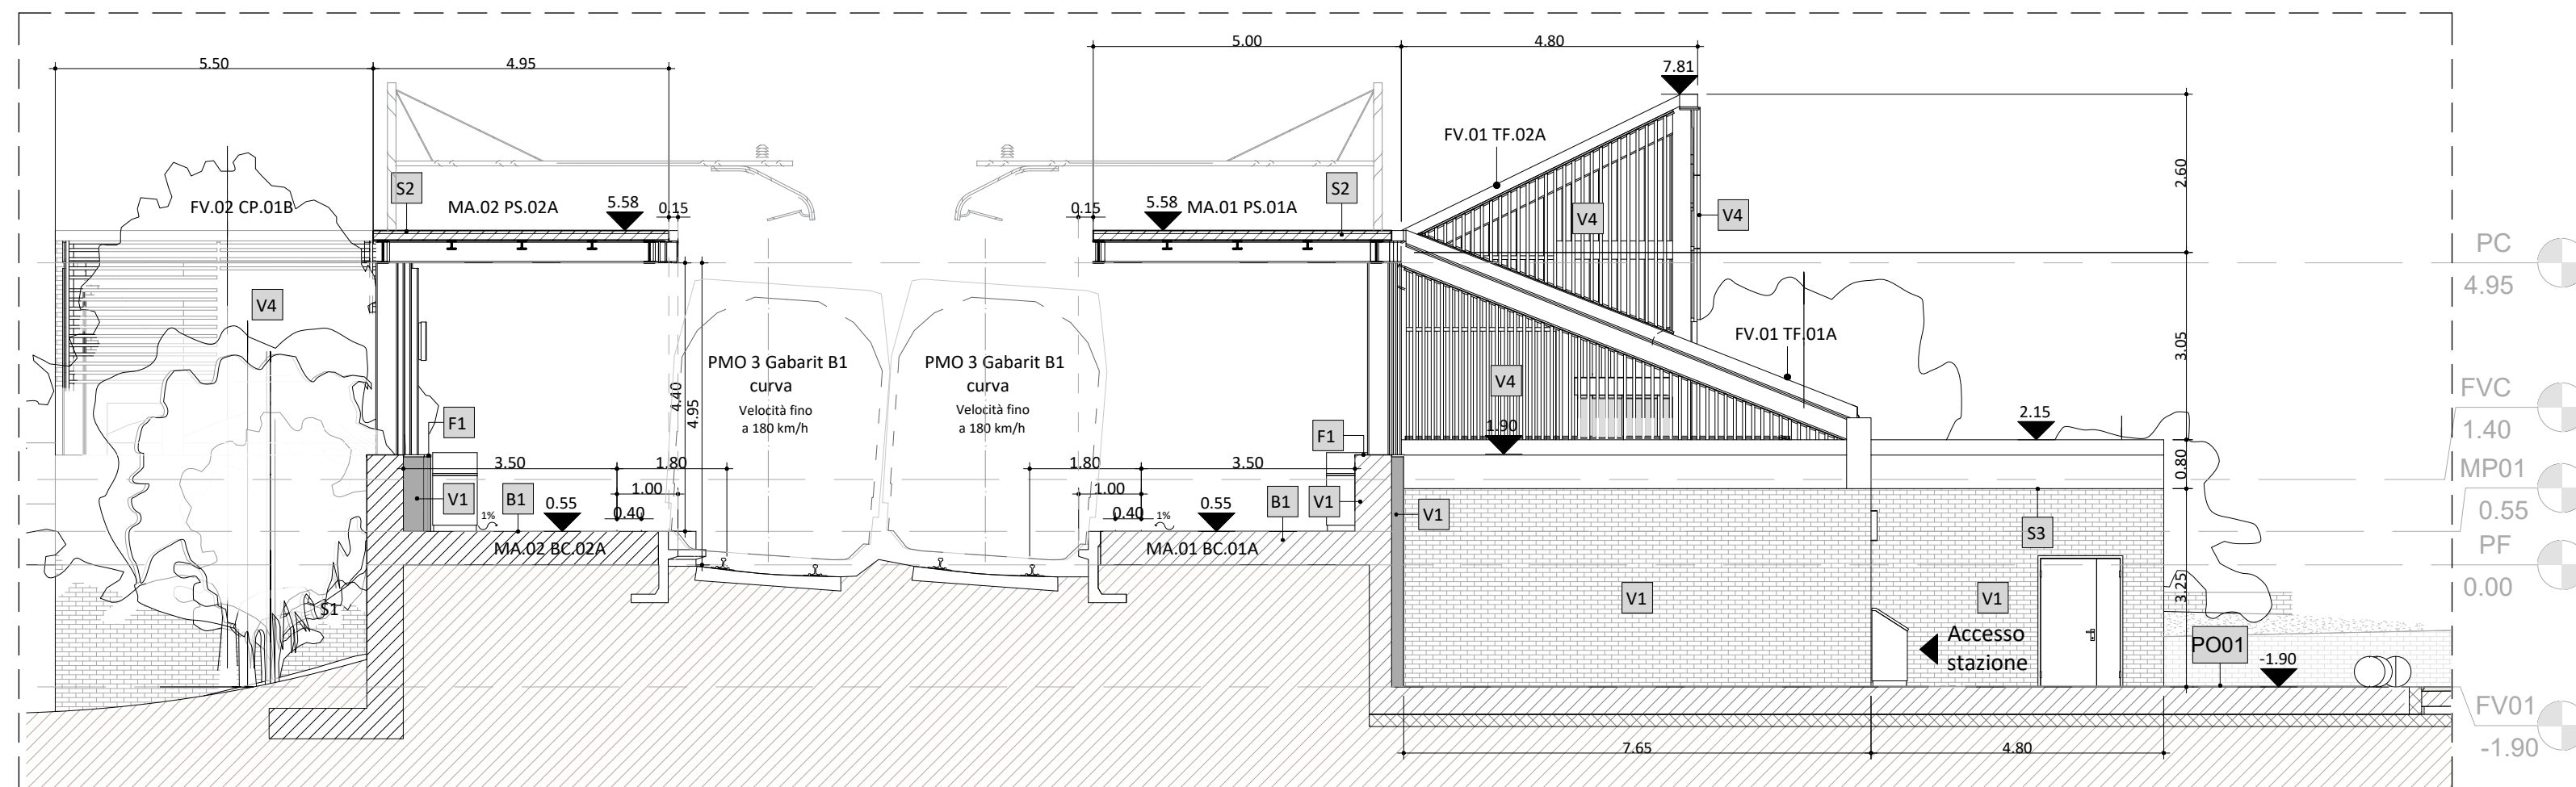 5.00
4.80
5.50
4.95
7.81
FV.01 TF.02A
2.60
S2
S2
FV.02 CP.01B
MA.02 PS.02A
5.58
0.15
0.15
5.58
MA.01 PS.01A
V4
V4
PC
4.95
V4
FV.01 TF.01A
3.05
PMO 3 Gabarit B1
curva
Velocità fino
a 180 km/h
PMO 3 Gabarit B1
curva
Velocità fino
a 180 km/h
4.40
4.95
V4
FVC
1.40
F1
F1
1.90
2.15
3.50
1.80
1.80
3.50
0.80
MP01
0.55
V1
B1
1.00
1.00
B1
V1
V1
1%
0.55
0.40
0.40
1%
0.55
S3
MA.02 BC.02A
MA.01 BC.01A
PF
0.00
3.25
S1
V1
V1
Accesso
stazione
PO01
-1.90
FV01
-1.90
7.65
4.80